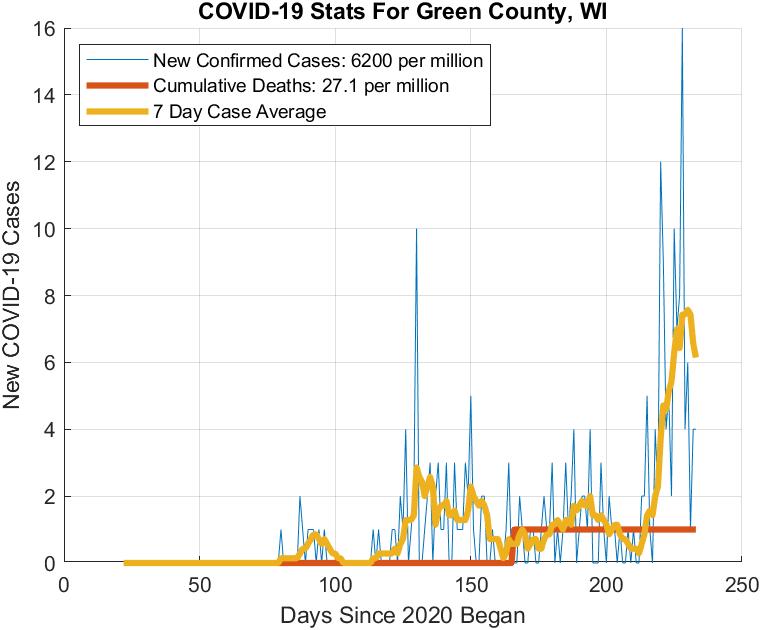 COVID-19 Stats For Green County, WI
New Confirmed Cases: 6200 per million
Cumulative Deaths: 27.1 per million
7 Day Case Average
New COVID-19 Cases
16
14
12
10
8
6
4
2
0
0 50 100 150 200 250
Days Since 2020 Began